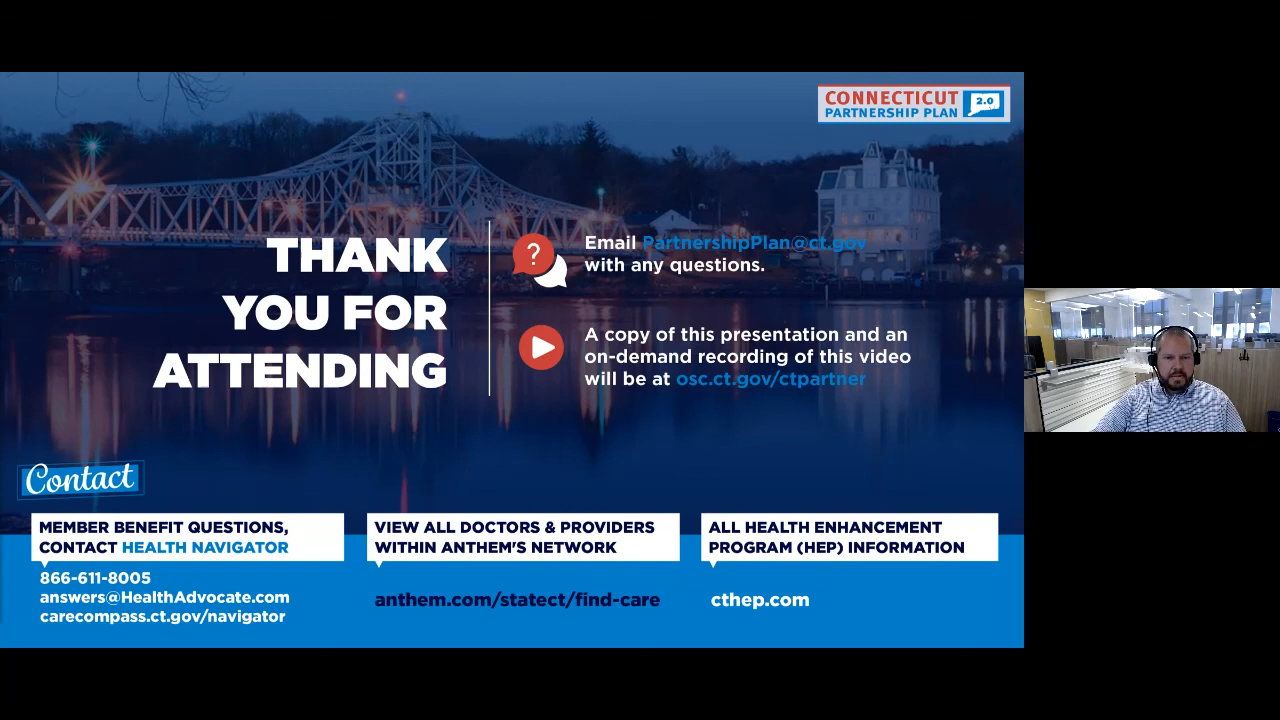 CONNECTICUT
PARTNERSHIP PLAN
2.0
THANK
YOU FOR
ATTENDING
?
Email PartnershipPlan@ct.gov
with any questions.
A copy of this presentation and an
on-demand recording of this video
will be at osc.ct.gov/ctpartner
Contact
MEMBER BENEFIT QUESTIONS,
CONTACT HEALTH NAVIGATOR
866-611-8005
answers@HealthAdvocate.com
carecompass.ct.gov/navigator
VIEW ALL DOCTORS & PROVIDERS
WITHIN ANTHEM'S NETWORK
anthem.com/statect/find-care
ALL HEALTH ENHANCEMENT
PROGRAM (HEP) INFORMATION
cthep.com